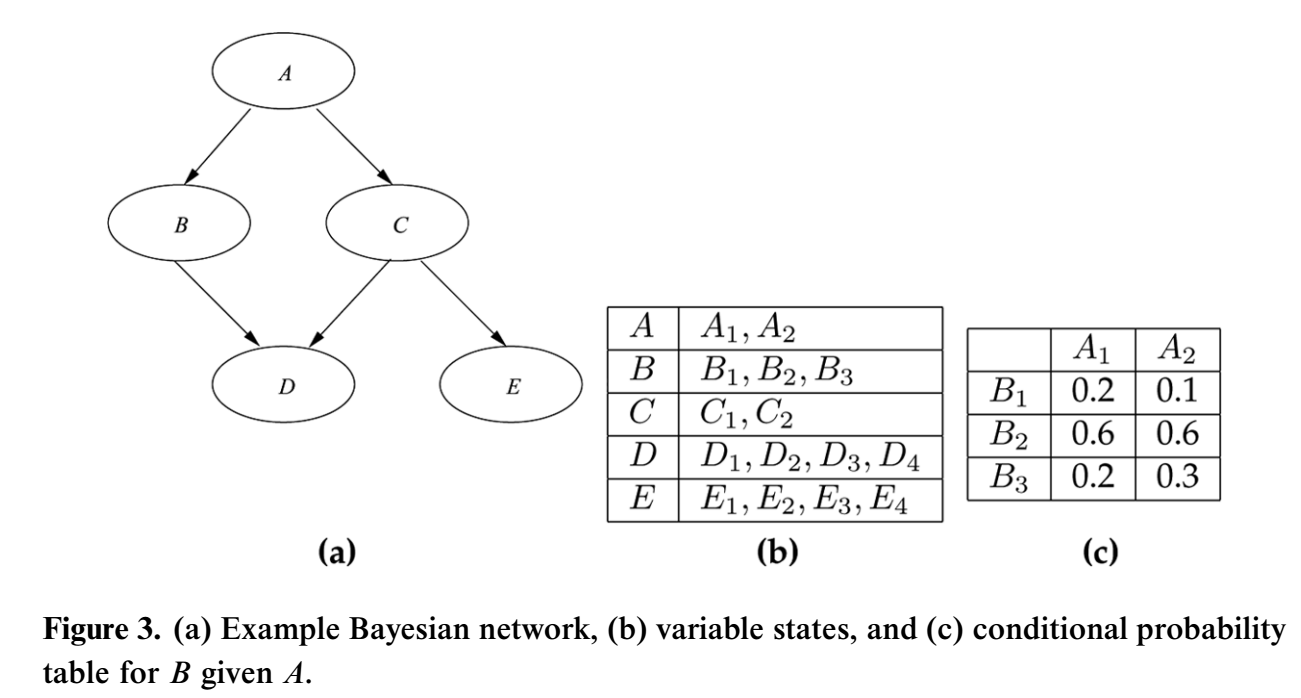 A
B C
D E
A A₁, A₂
B B₁, B₂, B₃
C C₁, C₂
D D₁, D₂, D₃, D₄
E E₁, E₂, E₃, E₄
A₁ A₂
B₁ 0.2 0.1
B₂ 0.6 0.6
B₃ 0.2 0.3
(a) (b) (c)
Figure 3. (a) Example Bayesian network, (b) variable states, and (c) conditional probability
table for B given A.